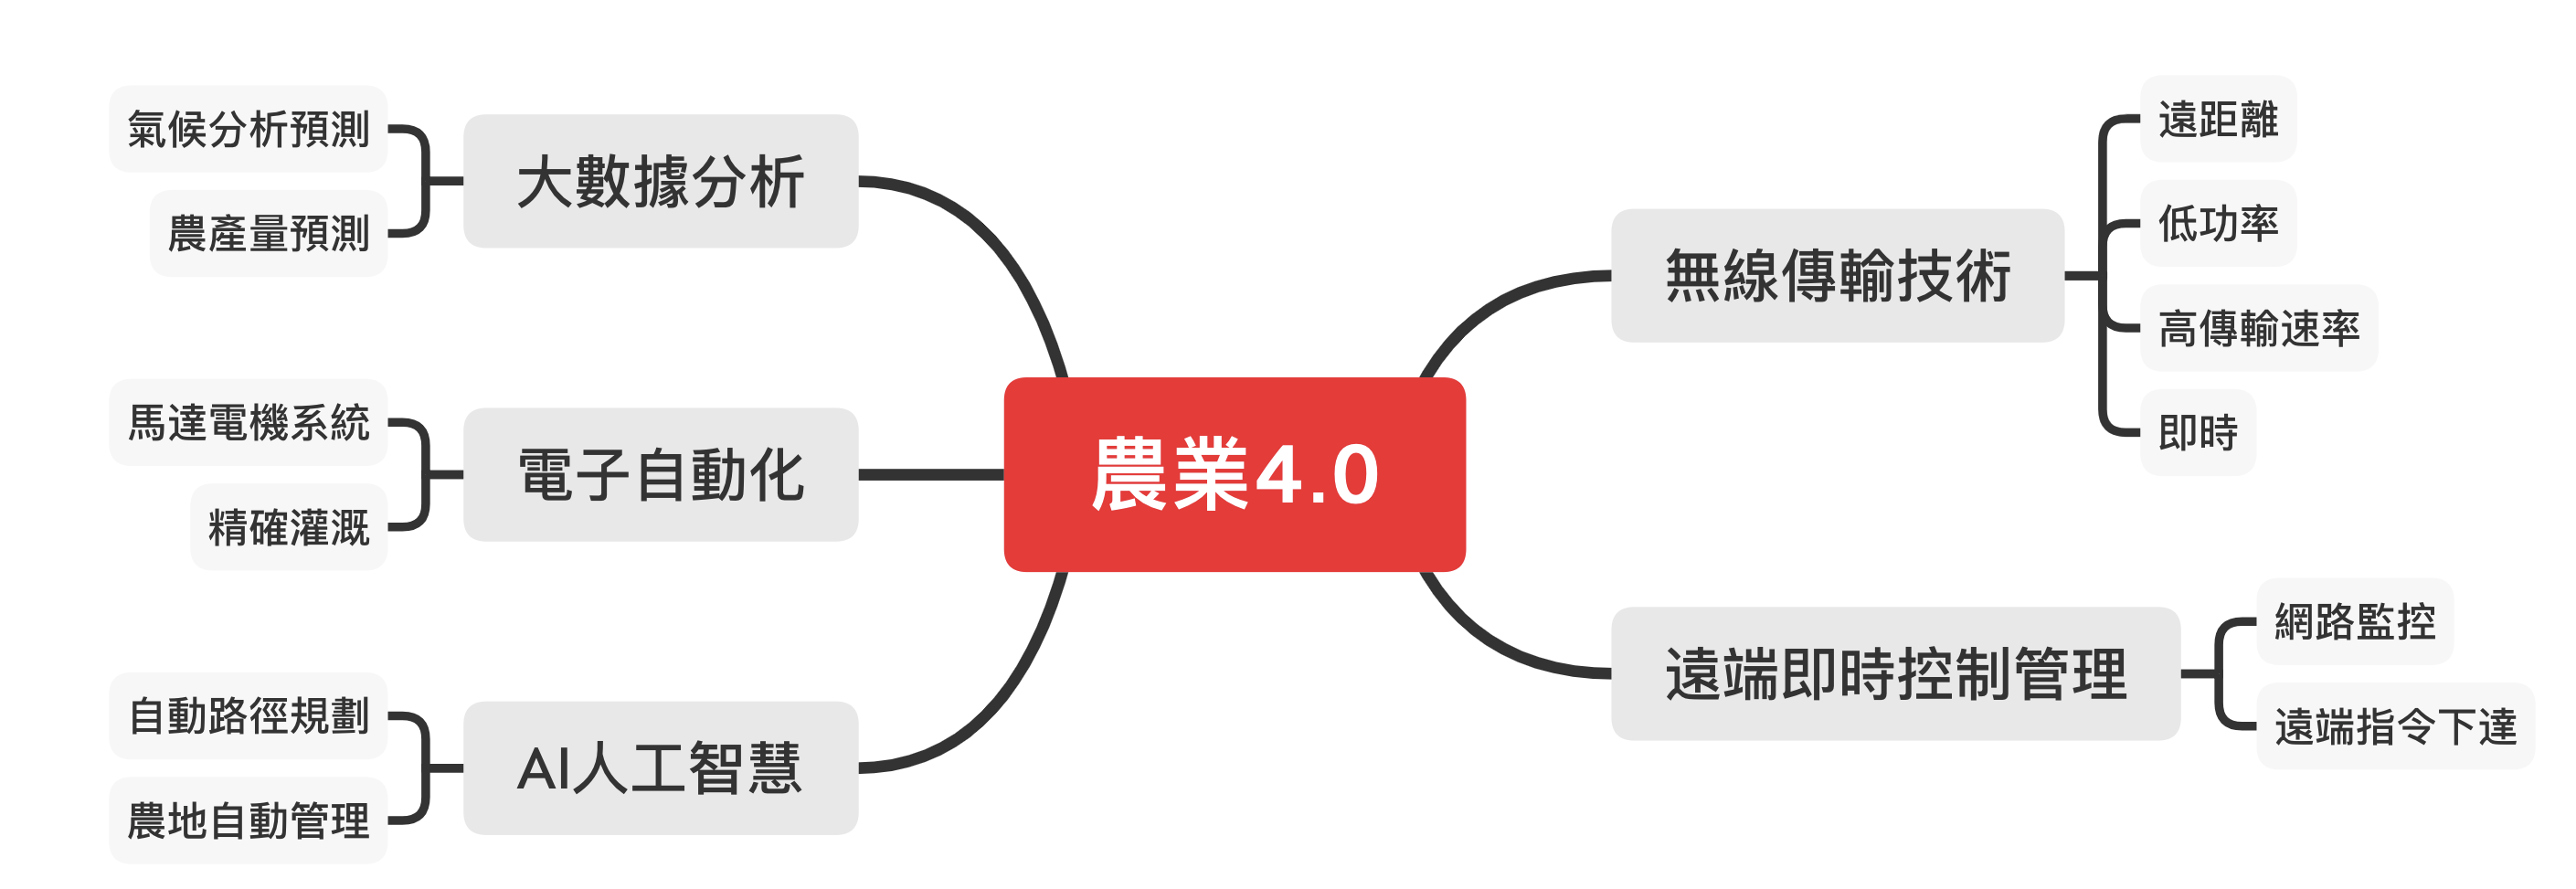 農業4.0
無線傳輸技術
遠距離
低功率
高傳輸速率
即時
遠端即時控制管理
網路監控
遠端指令下達
大數據分析
氣候分析預測
農產量預測
電子自動化
馬達電機系統
精確灌溉
AI人工智慧
自動路徑規劃
農地自動管理